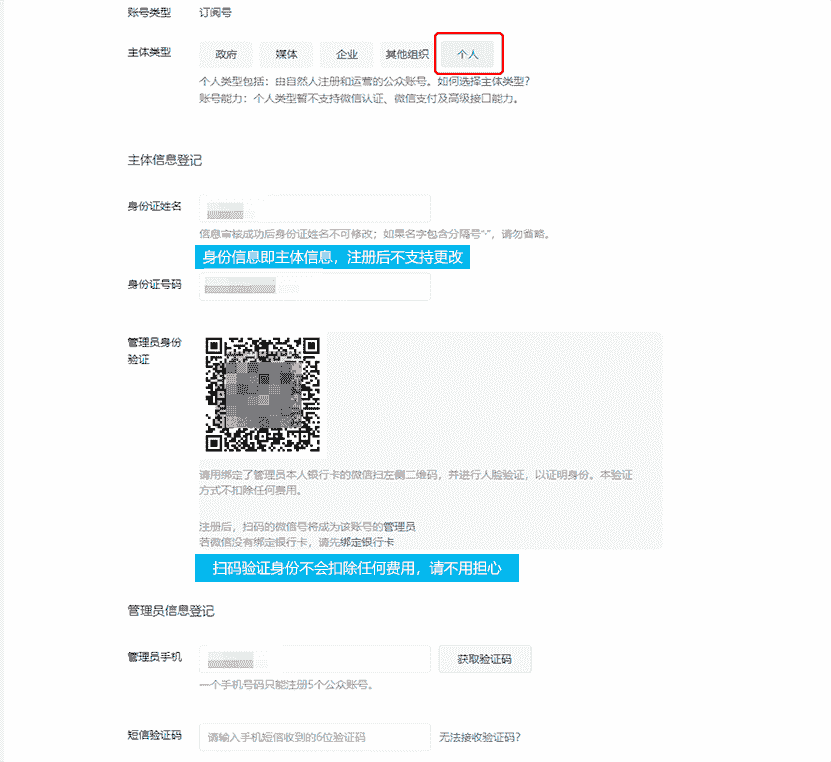 账号类型 订阅号
主体类型 政府 媒体 企业 其他组织 个人
个人类型包括：由自然人注册和运营的公众账号。如何选择主体类型?
账号能力：个人类型暂不支持微信认证、微信支付及高级接口能力。
主体信息登记
身份证姓名
信息审核成功后身份证姓名不可修改；如果名字包含分隔号“·”，请勿省略。
身份信息即主体信息，注册后不支持更改
身份证号码
管理员身份
验证
请用绑定了管理员本人银行卡的微信扫左侧二维码，并进行人脸验证，以证明身份。本验证
方式不扣除任何费用。
注册后，扫码的微信号将成为该账号的管理员
若微信没有绑定银行卡，请先绑定银行卡
扫码验证身份不会扣除任何费用，请不用担心
管理员信息登记
管理员手机 获取验证码
一个手机号码只能注册5个公众账号。
短信验证码 请输入手机短信收到的6位验证码 无法接收验证码?